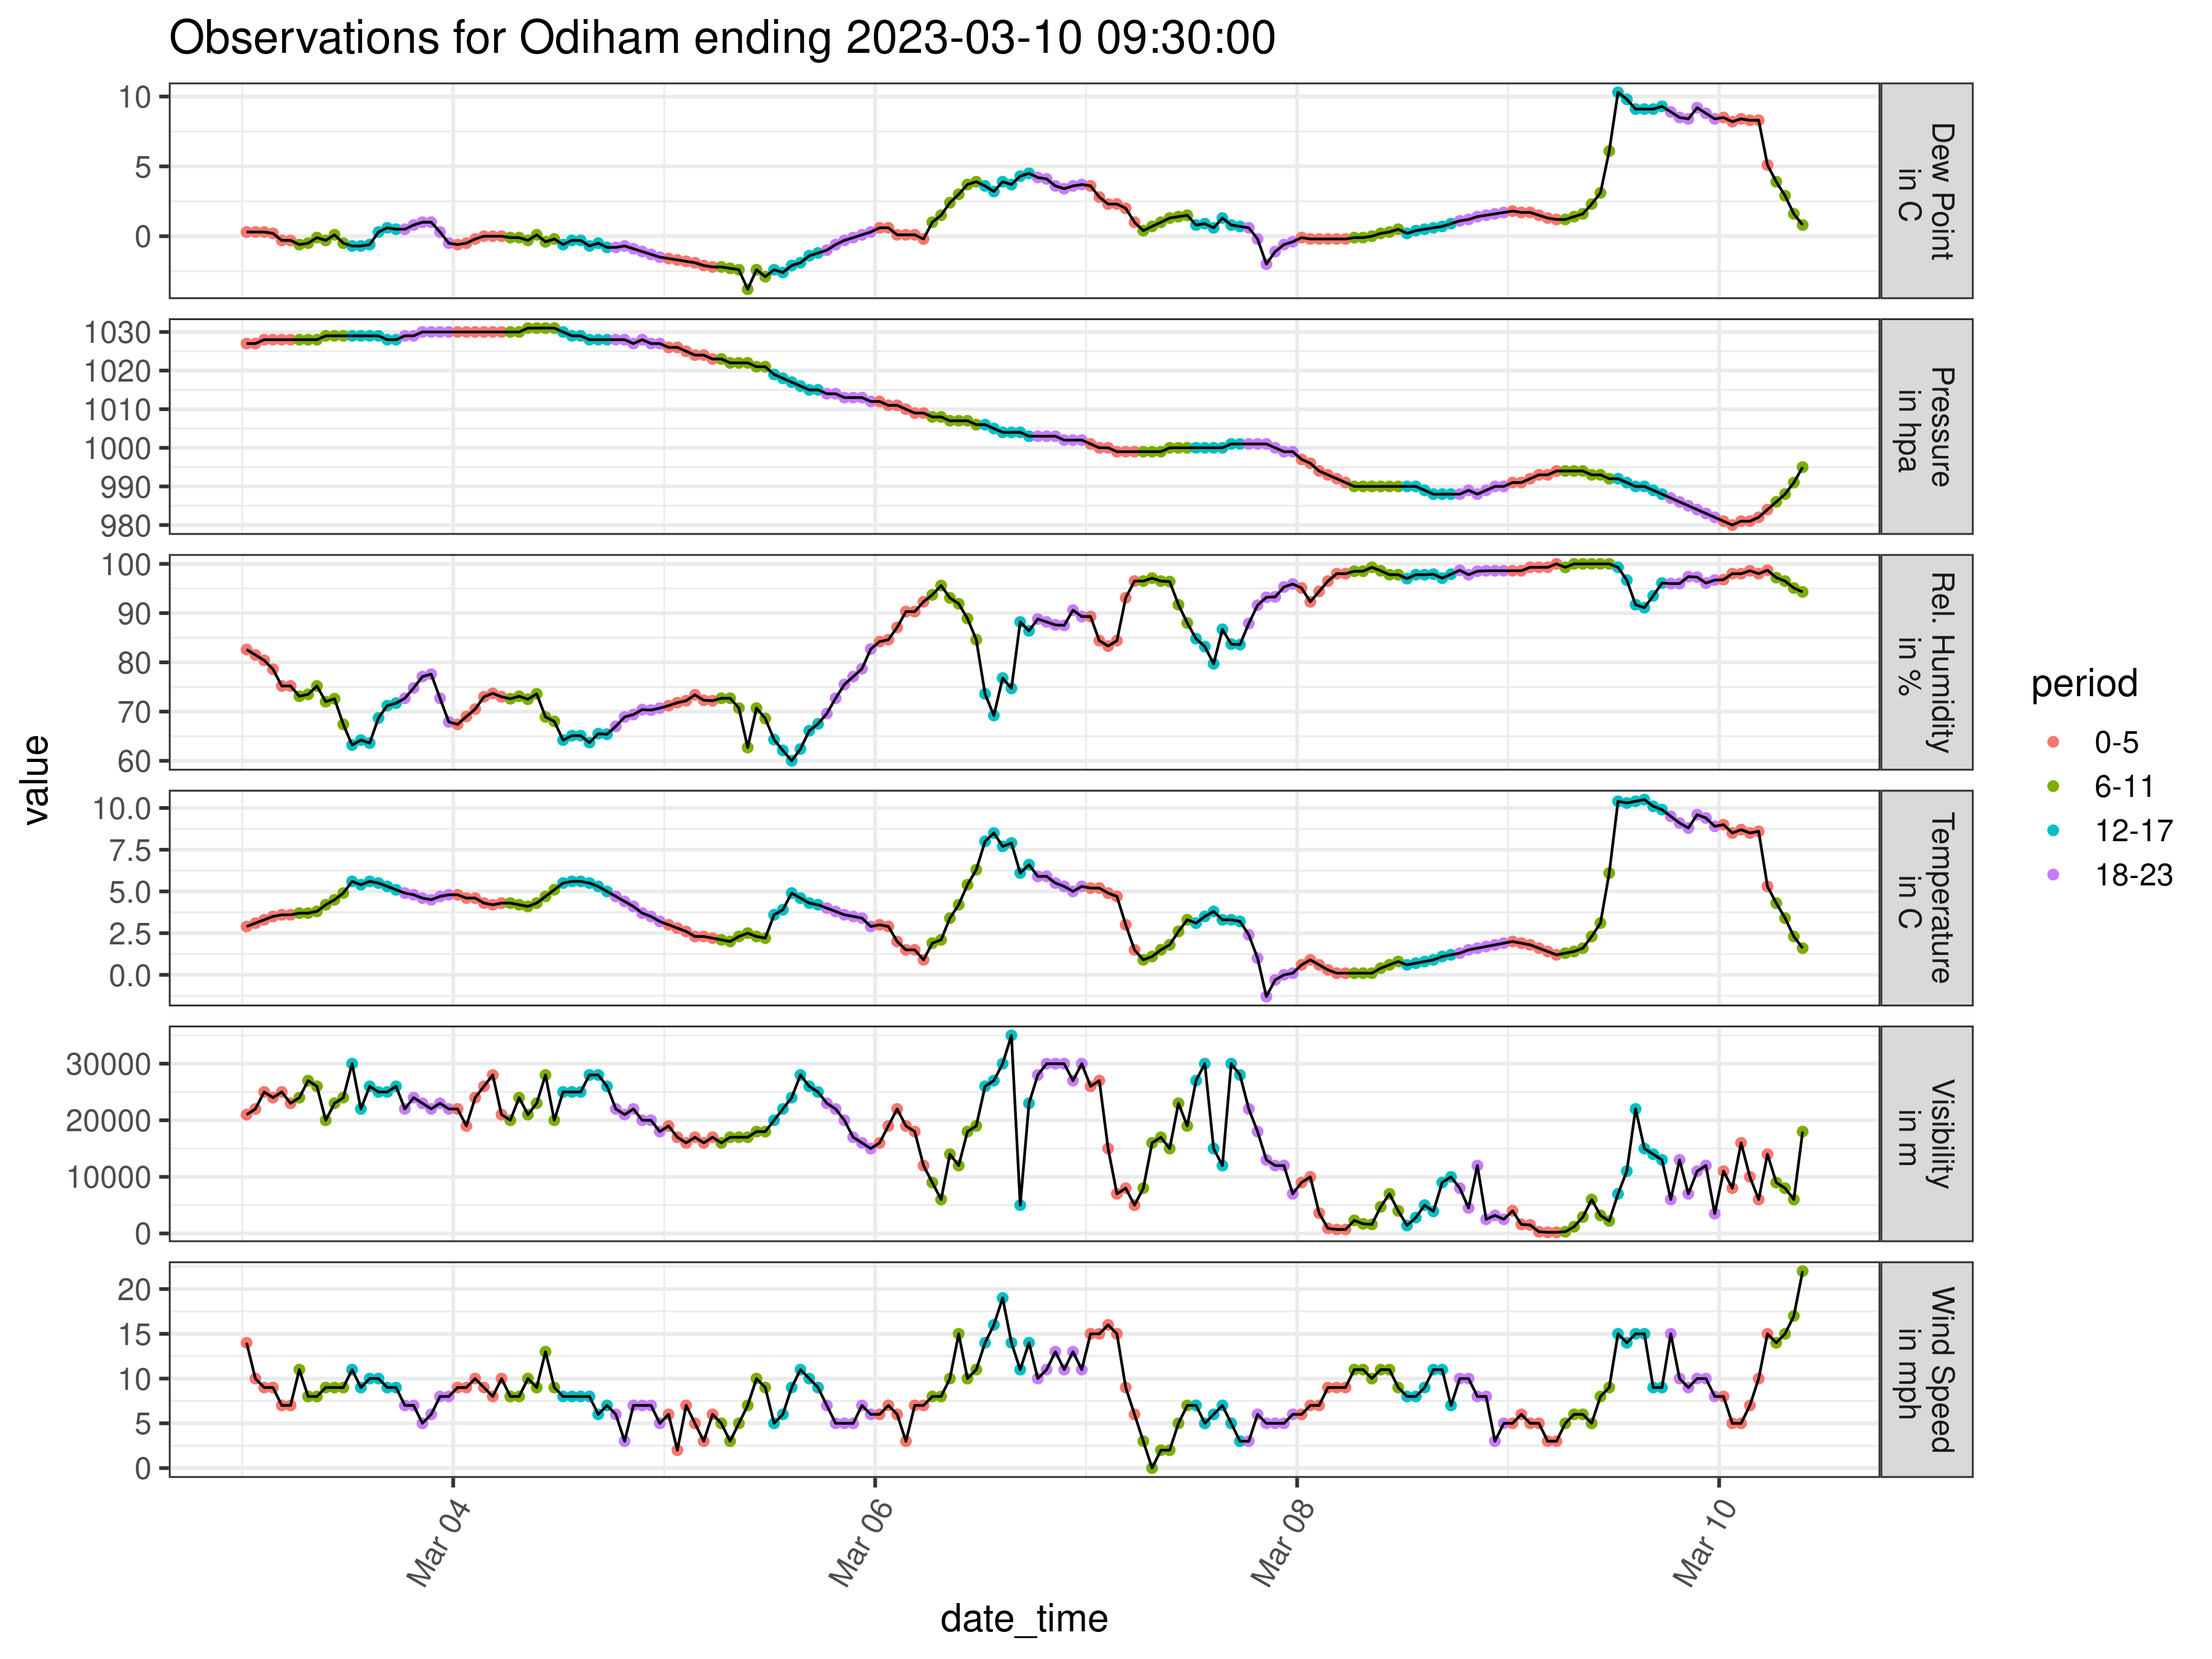 Observations for Odiham ending 2023-03-10 09:30:00
value
10
5
0
Dew Point
in C
1030
1020
1010
1000
990
980
Pressure
in hpa
100
90
80
70
60
Rel. Humidity
in %
10.0
7.5
5.0
2.5
0.0
Temperature
in C
30000
20000
10000
0
Visibility
in m
20
15
10
5
0
Wind Speed
in mph
Mar 04
Mar 06
Mar 08
Mar 10
date_time
period
0-5
6-11
12-17
18-23